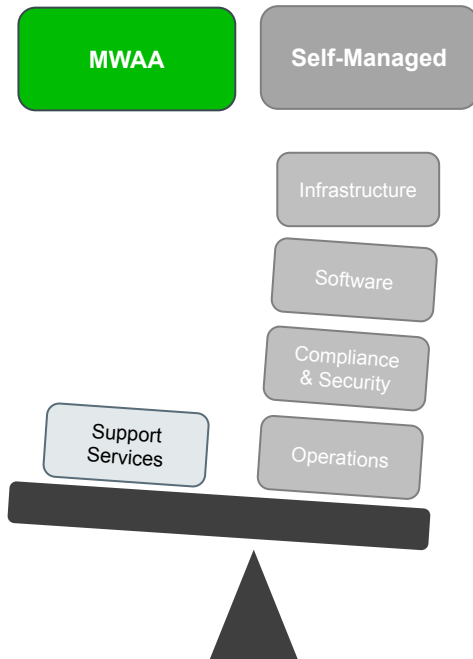 MWAA
Self-Managed
Infrastructure
Software
Compliance
& Security
Support
Services
Operations